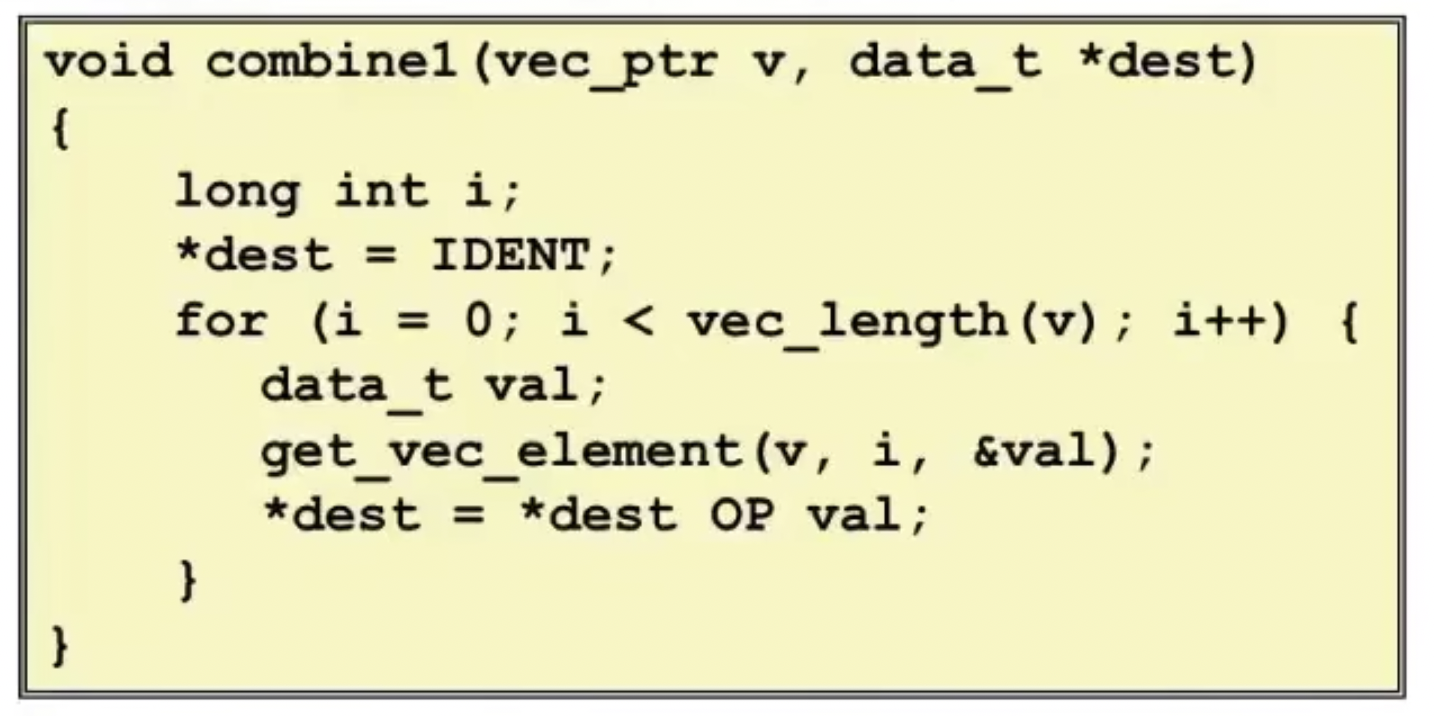 void combine1(vec_ptr v, data_t *dest)
{
    long int i;
    *dest = IDENT;
    for (i = 0; i < vec_length(v); i++) {
       data_t val;
       get_vec_element(v, i, &val);
       *dest = *dest OP val;
    }
}